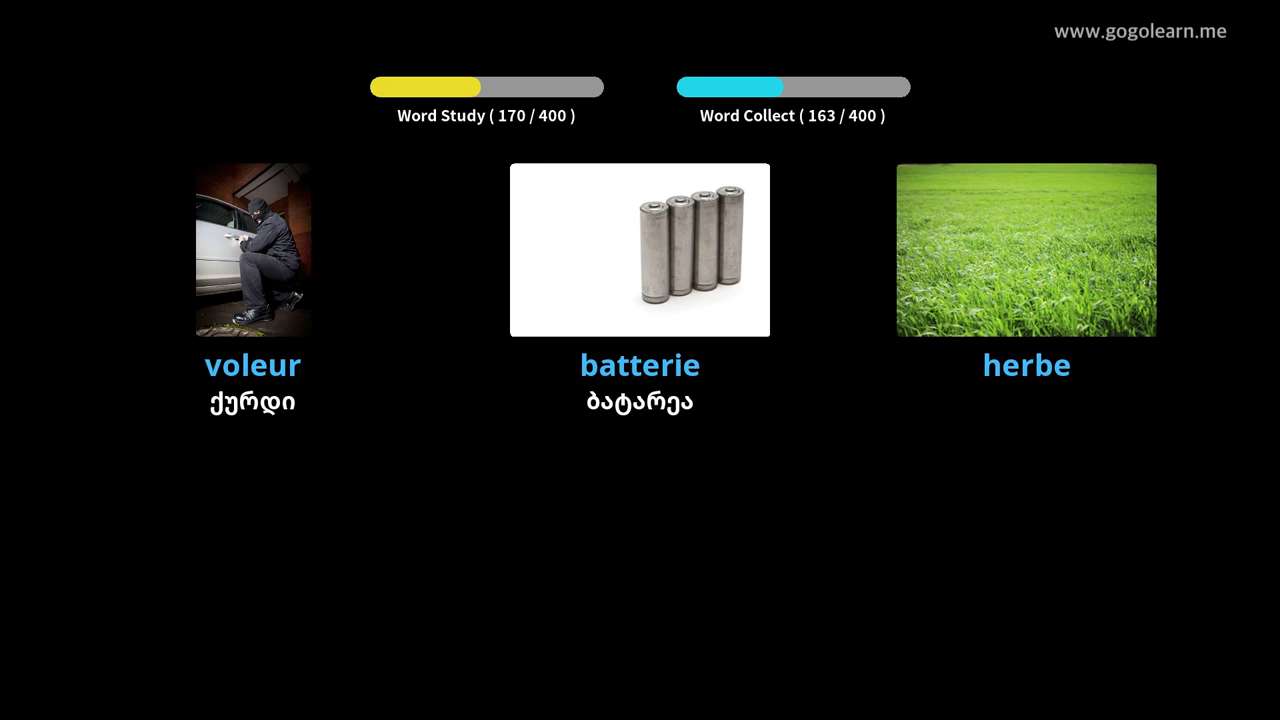 www.gogolearn.me
Word Study ( 170 / 400 )
Word Collect ( 163 / 400 )
voleur
ქურდი
batterie
ბატარეა
herbe